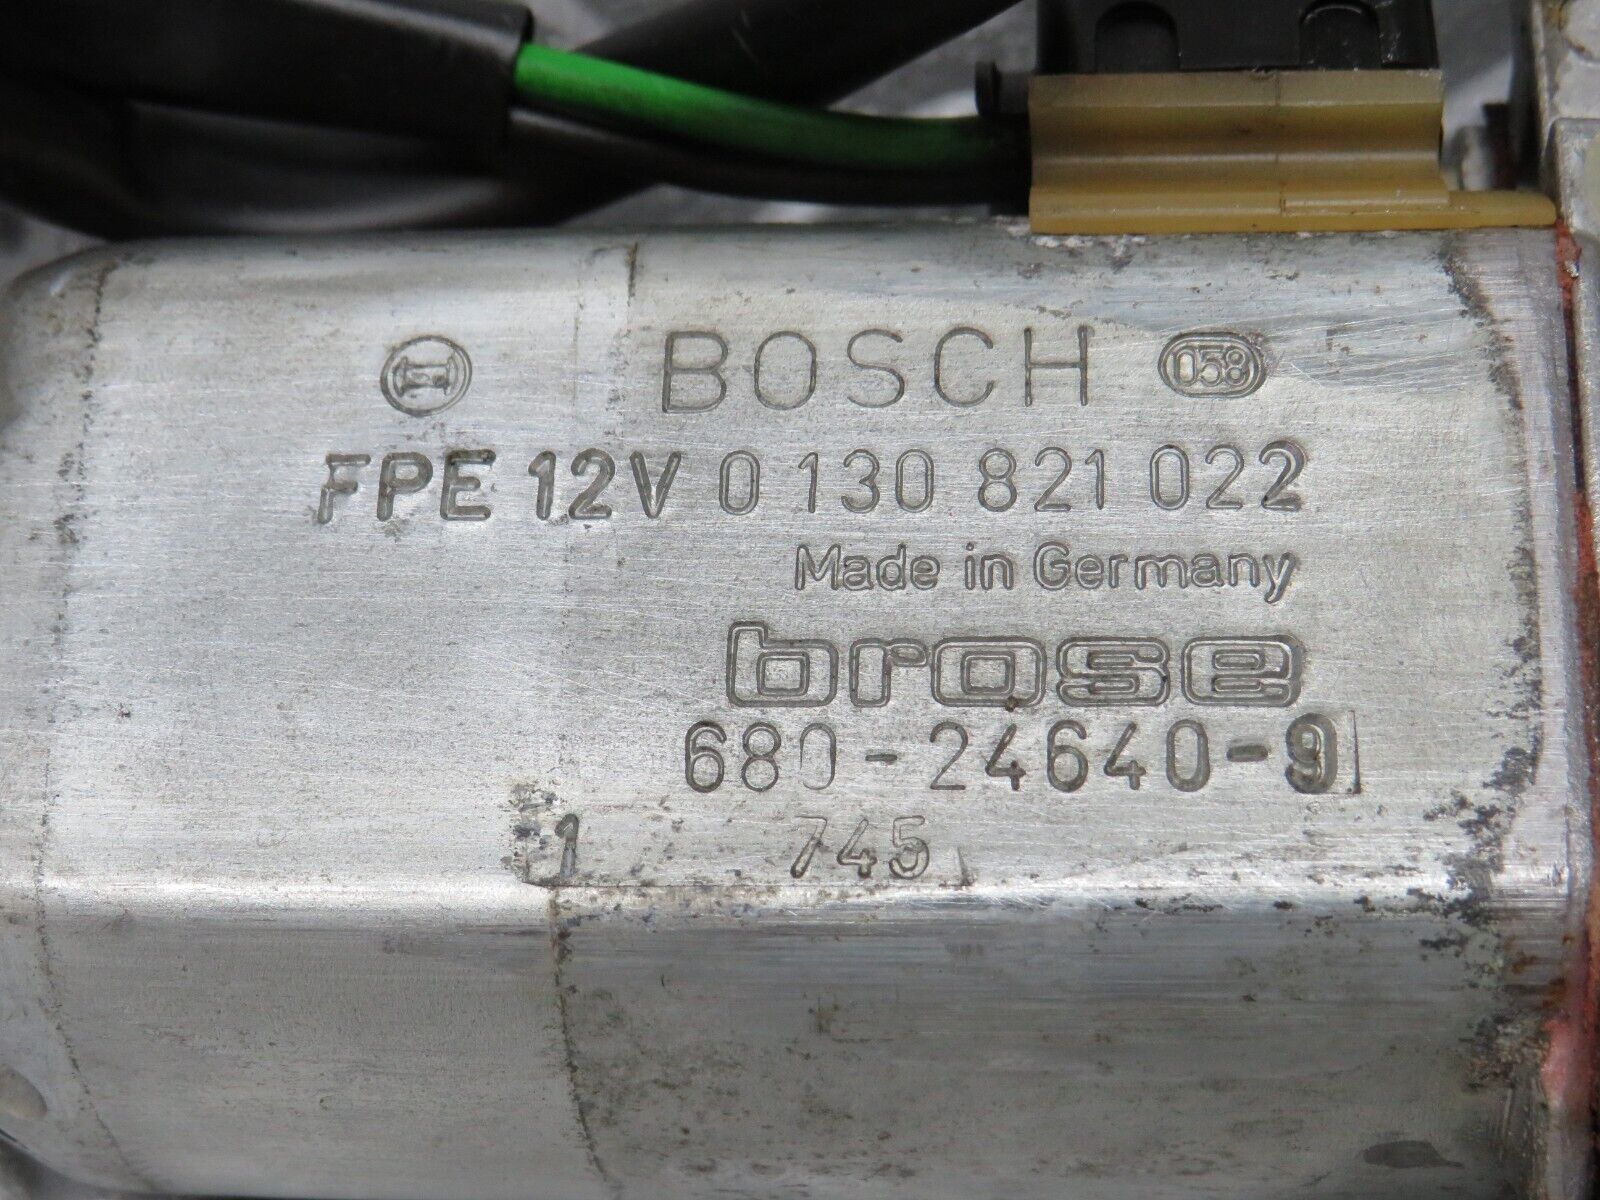 BOSCH 058
FPE 12V 0 130 821 022
Made in Germany
brose
680-24640-9
1 745